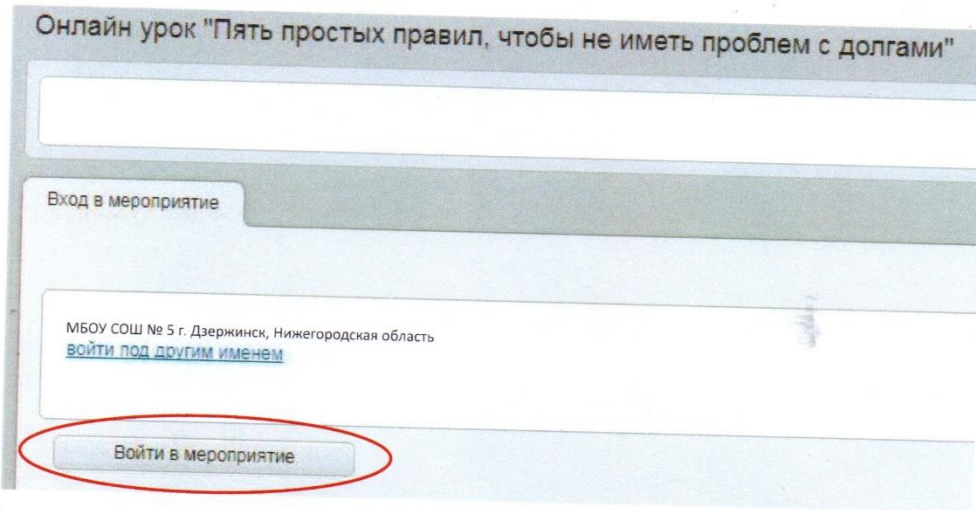 Онлайн урок "Пять простых правил, чтобы не иметь проблем с долгами"
Вход в мероприятие
МБОУ СОШ № 5 г. Дзержинск, Нижегородская область
войти под другим именем
Войти в мероприятие